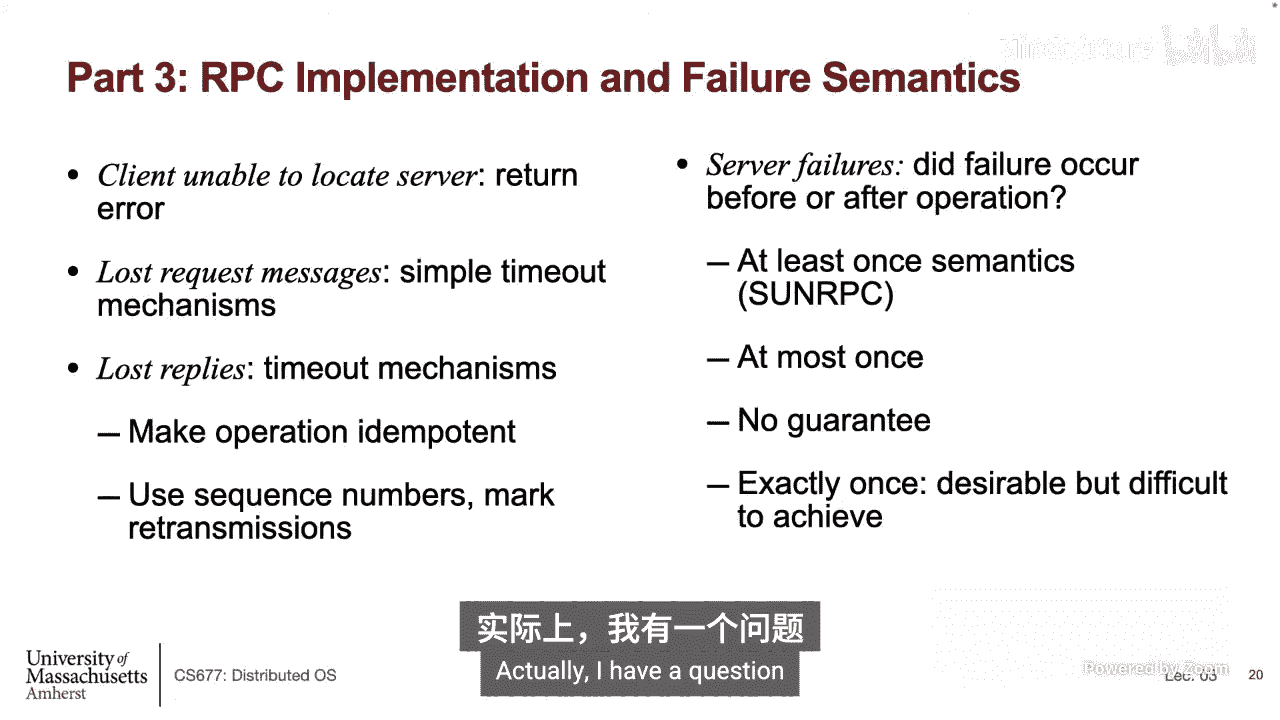 Part 3: RPC Implementation and Failure Semantics
• Client unable to locate server: return
error
• Lost request messages: simple timeout
mechanisms
• Lost replies: timeout mechanisms
– Make operation idempotent
– Use sequence numbers, mark
retransmissions
• Server failures: did failure occur
before or after operation?
– At least once semantics
(SUNRPC)
– At most once
– No guarantee
– Exactly once: desirable but difficult
to achieve
实际上，我有一个问题
Actually, I have a question
University of
Massachusetts
Amherst
CS677: Distributed OS
Powered by Zoom
Lec. 03
20